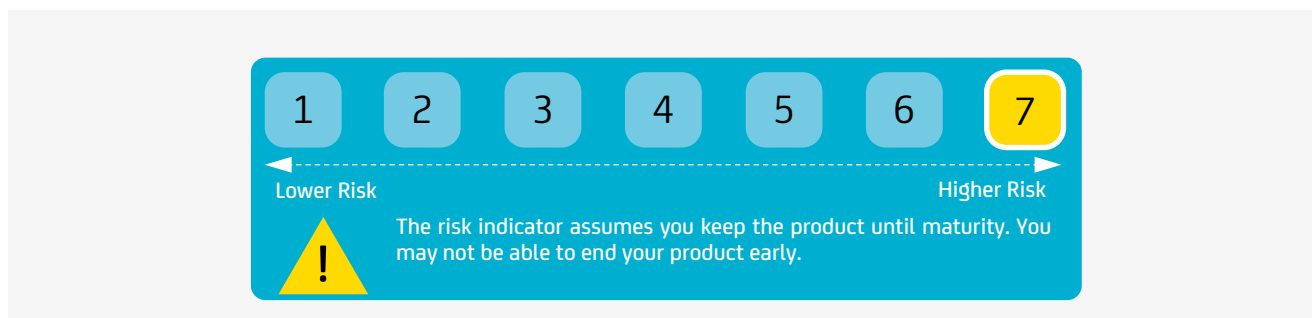 1 2 3 4 5 6 7
Lower Risk Higher Risk
The risk indicator assumes you keep the product until maturity. You
may not be able to end your product early.
!